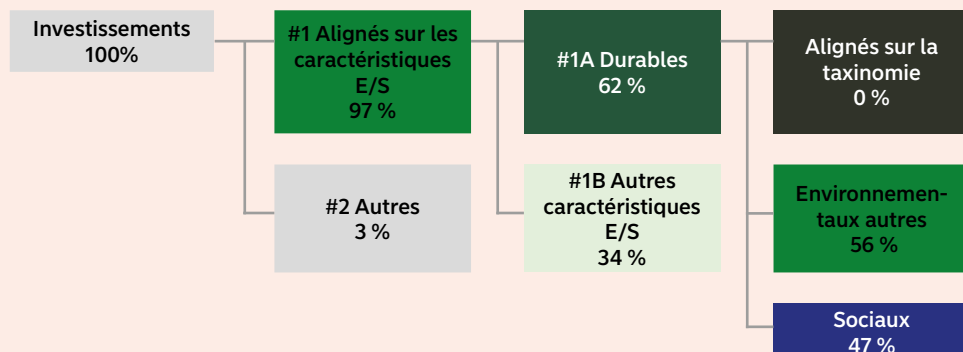 Investissements
100%
#1 Alignés sur les
caractéristiques
E/S
97 %
#1A Durables
62 %
Alignés sur la
taxinomie
0 %
#2 Autres
3 %
#1B Autres
caractéristiques
E/S
34 %
Environnemen-
taux autres
56 %
Sociaux
47 %